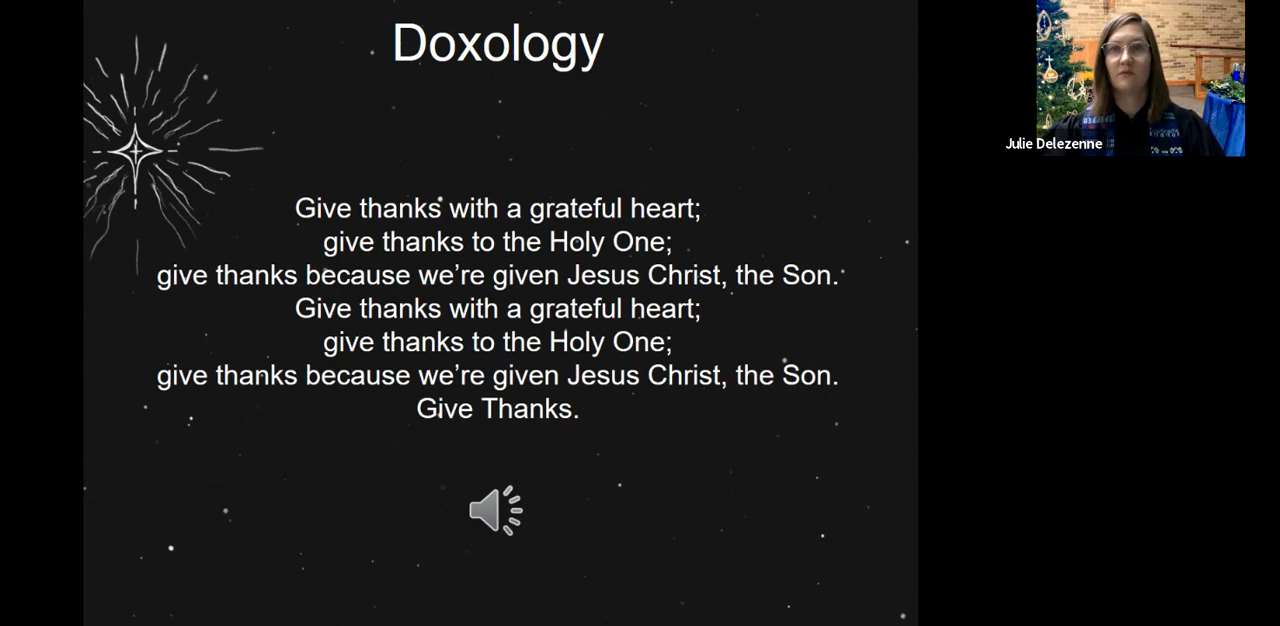 Doxology
Julie Delezenne
Give thanks with a grateful heart;
give thanks to the Holy One;
give thanks because we’re given Jesus Christ, the Son.
Give thanks with a grateful heart;
give thanks to the Holy One;
give thanks because we’re given Jesus Christ, the Son.
Give Thanks.